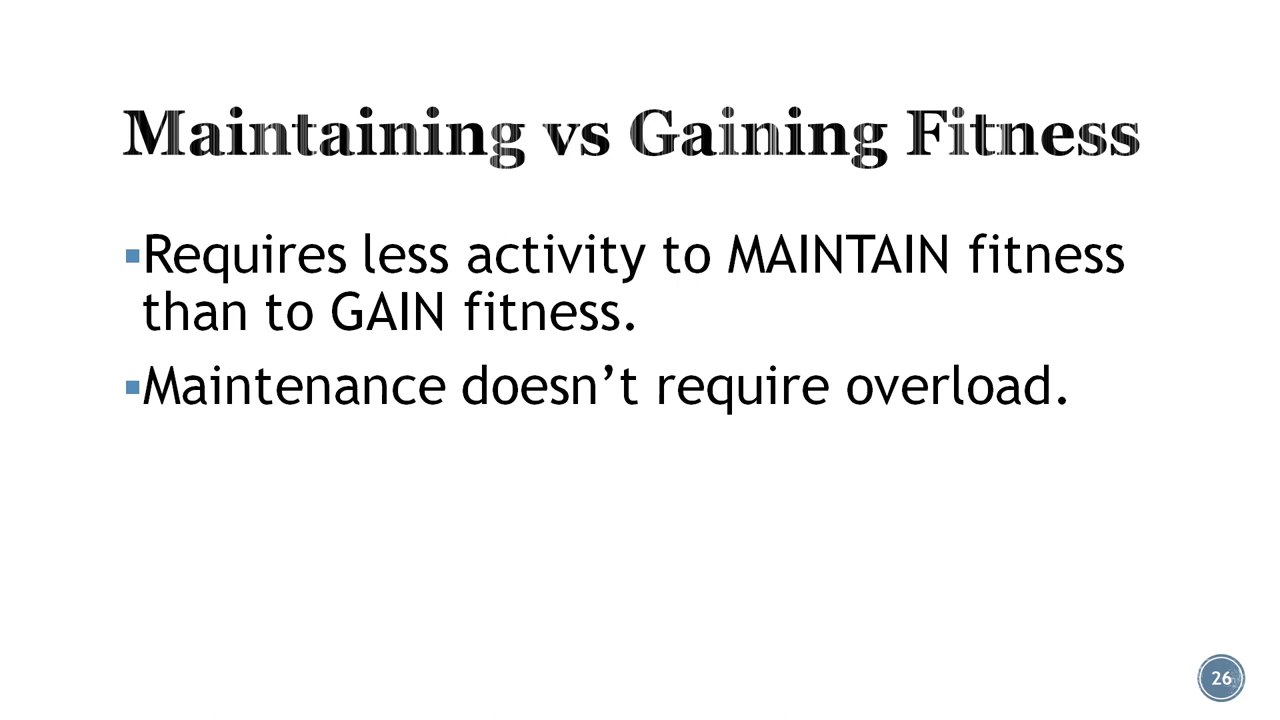 Maintaining vs Gaining Fitness
▪Requires less activity to MAINTAIN fitness
than to GAIN fitness.
▪Maintenance doesn’t require overload.
26